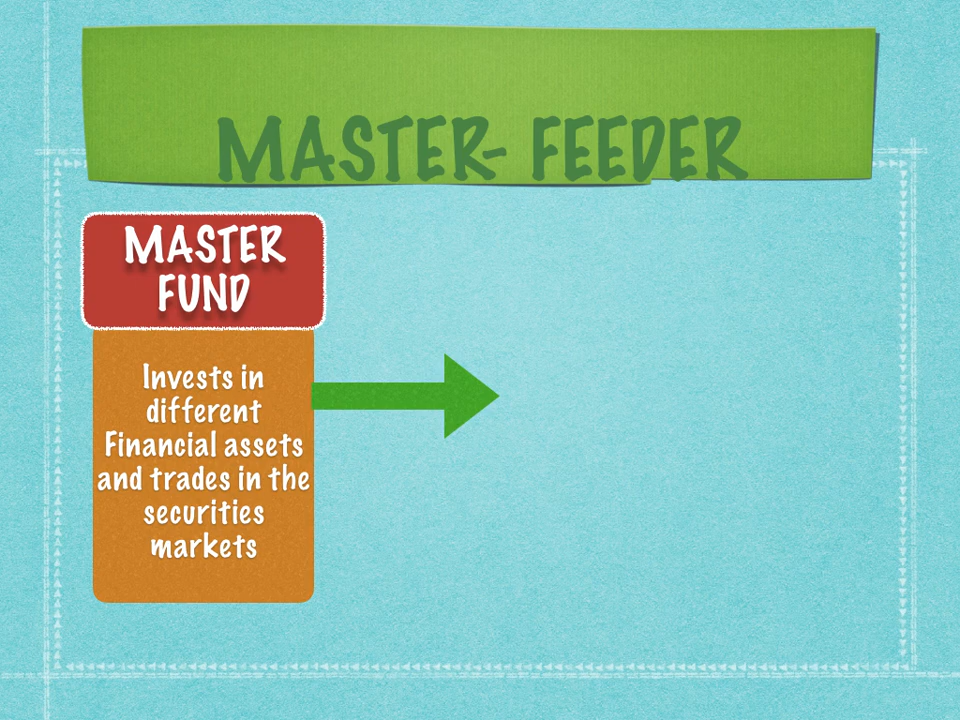 MASTER- FEEDER
MASTER
FUND
Invests in
different
Financial assets
and trades in the
securities
markets